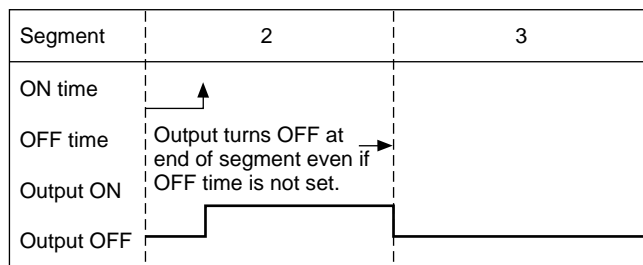 Segment 2 3
ON time
OFF time
Output turns OFF at
end of segment even if
OFF time is not set.
Output ON
Output OFF